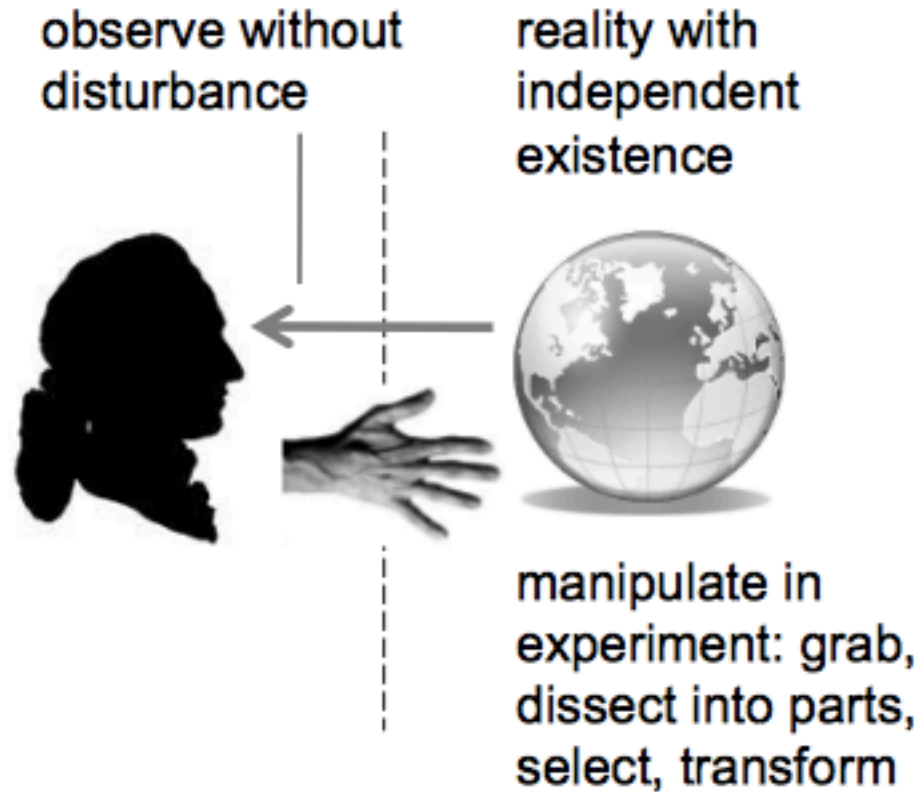 observe without
disturbance
reality with
independent
existence
manipulate in
experiment: grab,
dissect into parts,
select, transform